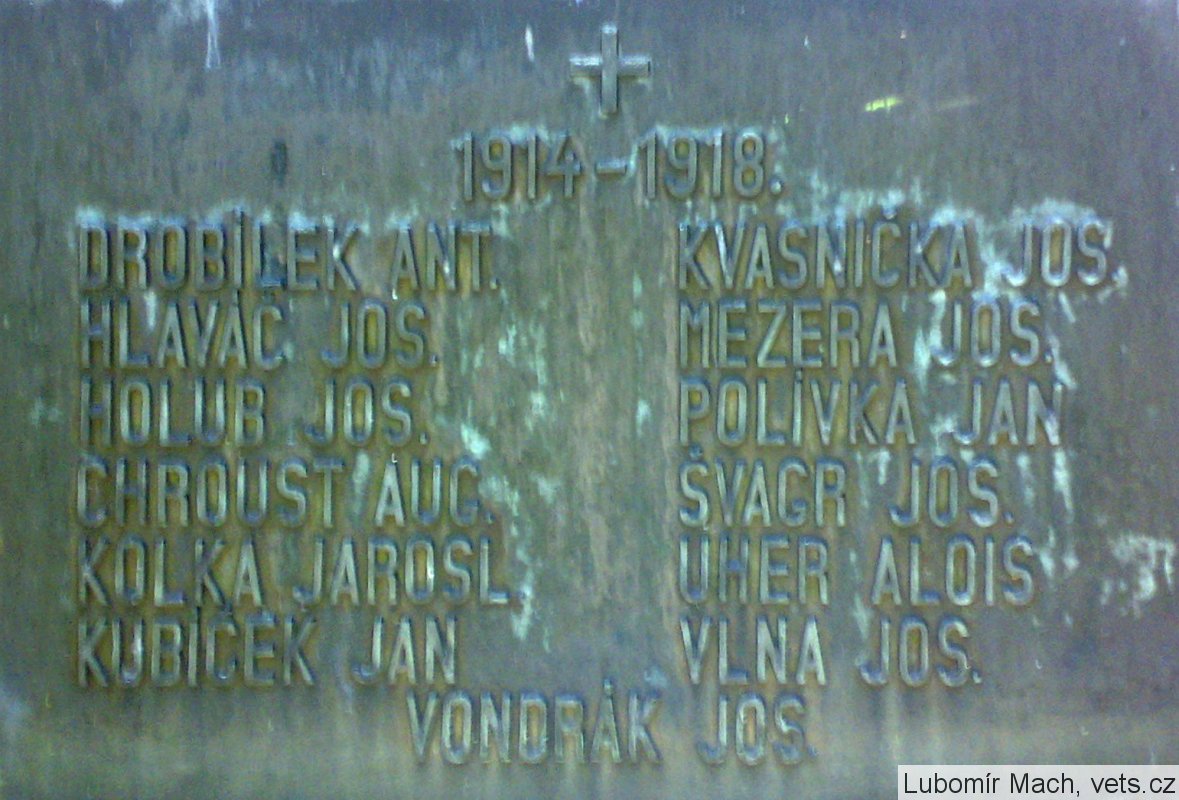 1914-1918.
DROBÍLEK ANT.
HLAVÁČ JOS.
HOLUB JOS.
CHROUST AUG.
KOLKA JAROSL.
KUBÍČEK JAN
KVASNIČKA JOS.
MEZERA JOS.
POLÍVKA JAN
ŠVAGR JOS.
UHER ALOIS
VLNA JOS.
VONDRÁK JOS.
Lubomír Mach, vets.cz